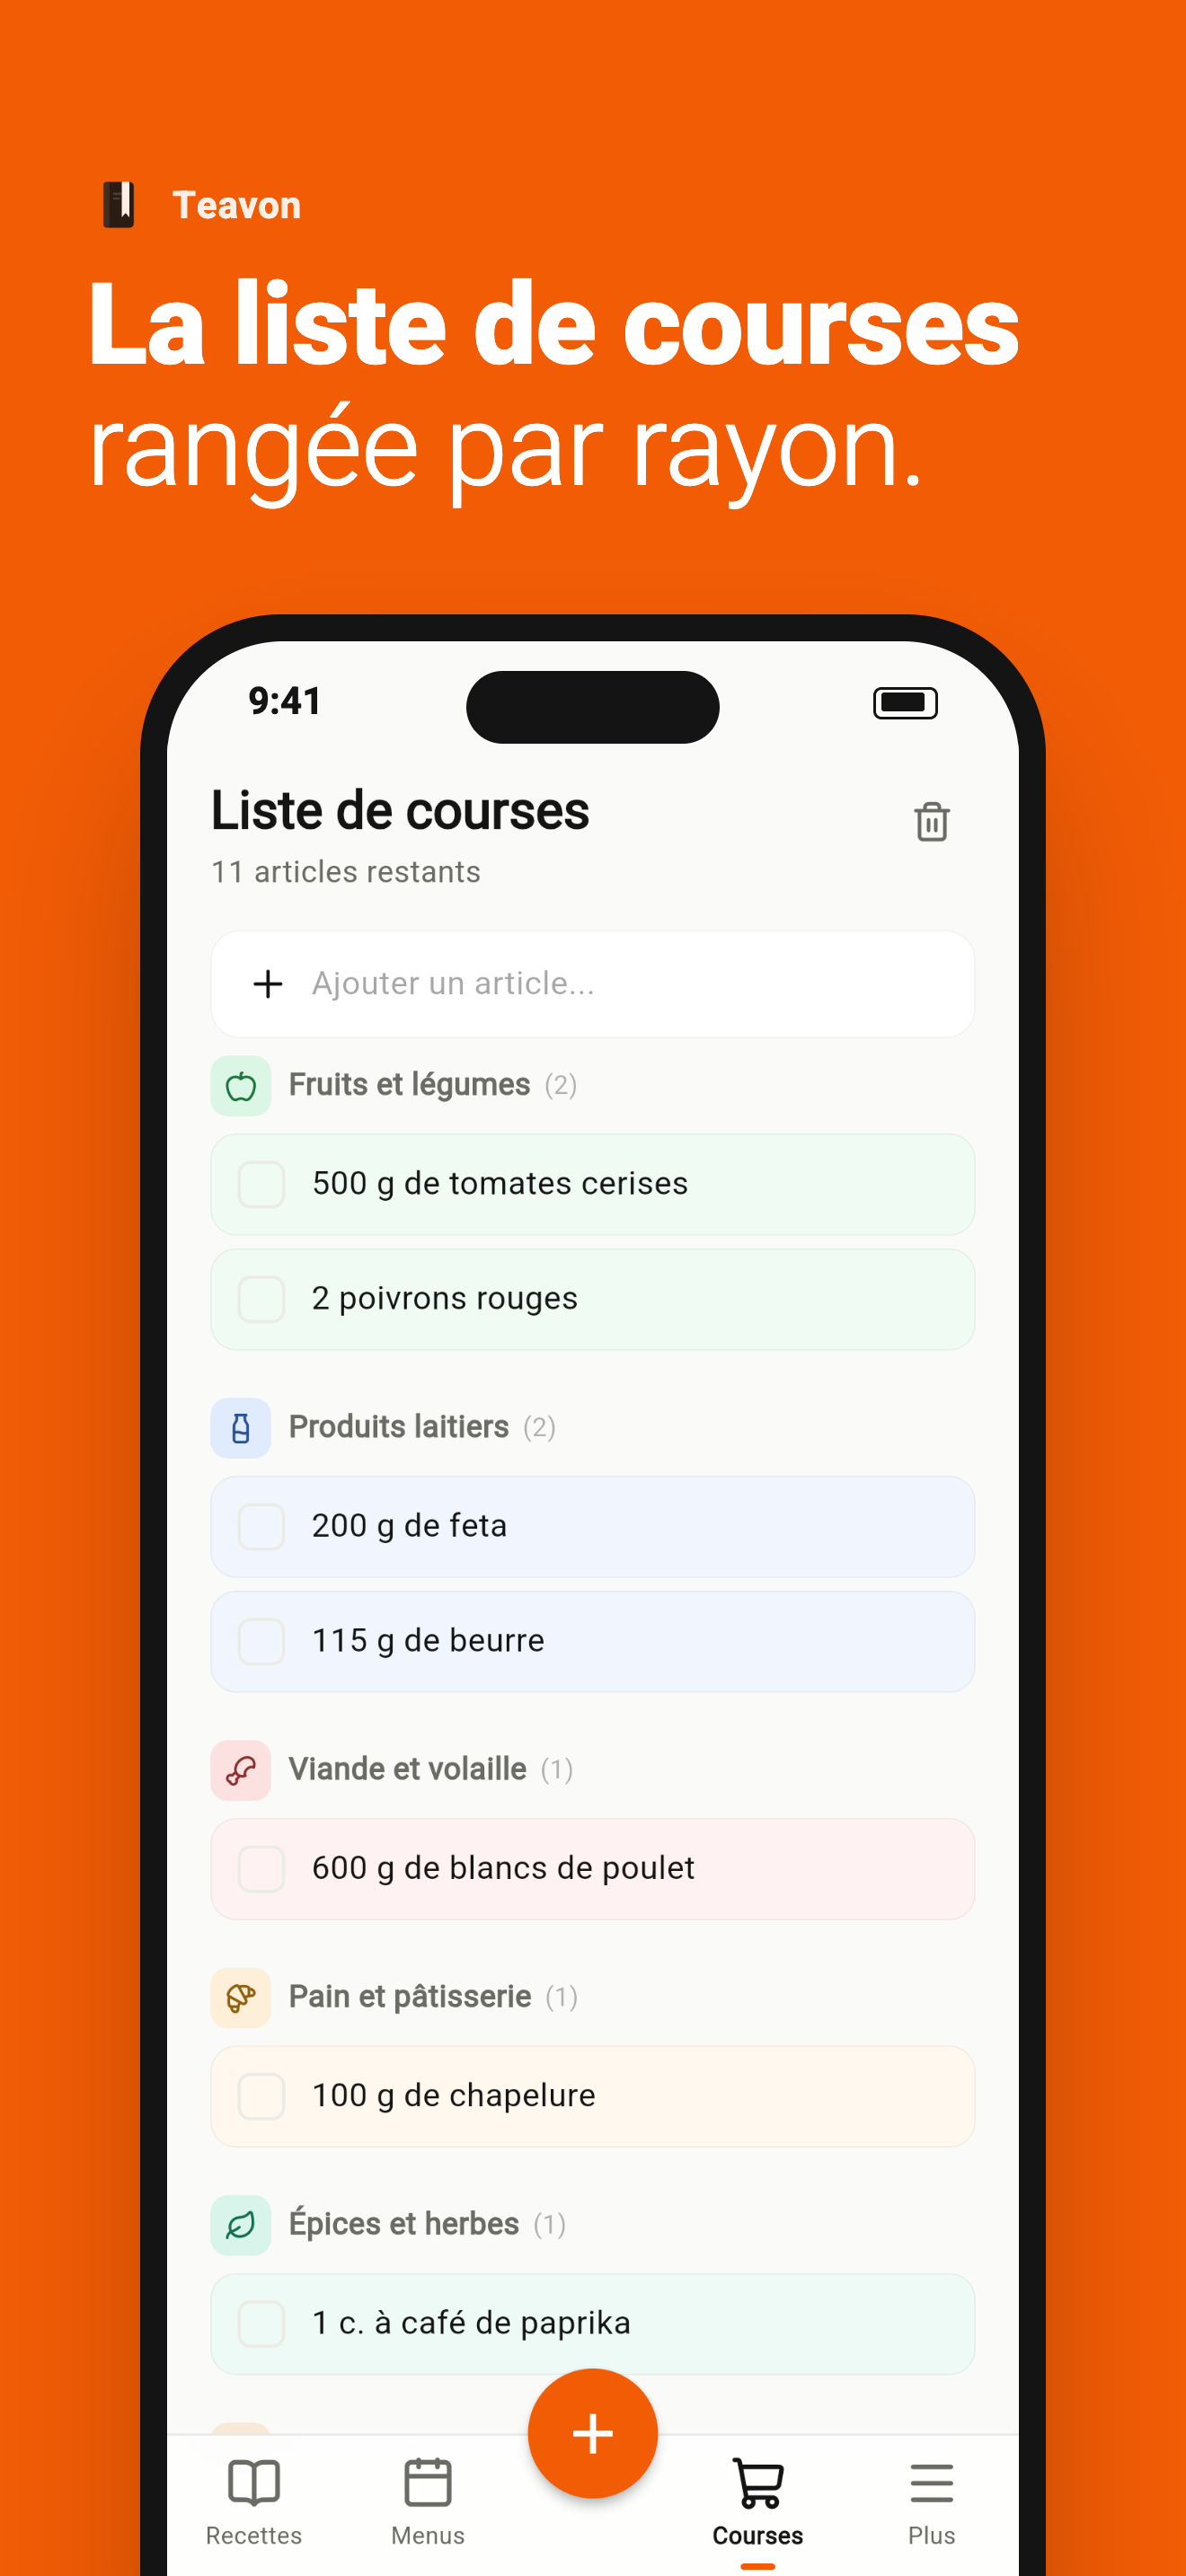 Teavon
La liste de courses
rangée par rayon.
9:41
Liste de courses
11 articles restants
Ajouter un article...
Fruits et légumes (2)
500 g de tomates cerises
2 poivrons rouges
Produits laitiers (2)
200 g de feta
115 g de beurre
Viande et volaille (1)
600 g de blancs de poulet
Pain et pâtisserie (1)
100 g de chapelure
Épices et herbes (1)
1 c. à café de paprika
Recettes
Menus
Courses
Plus